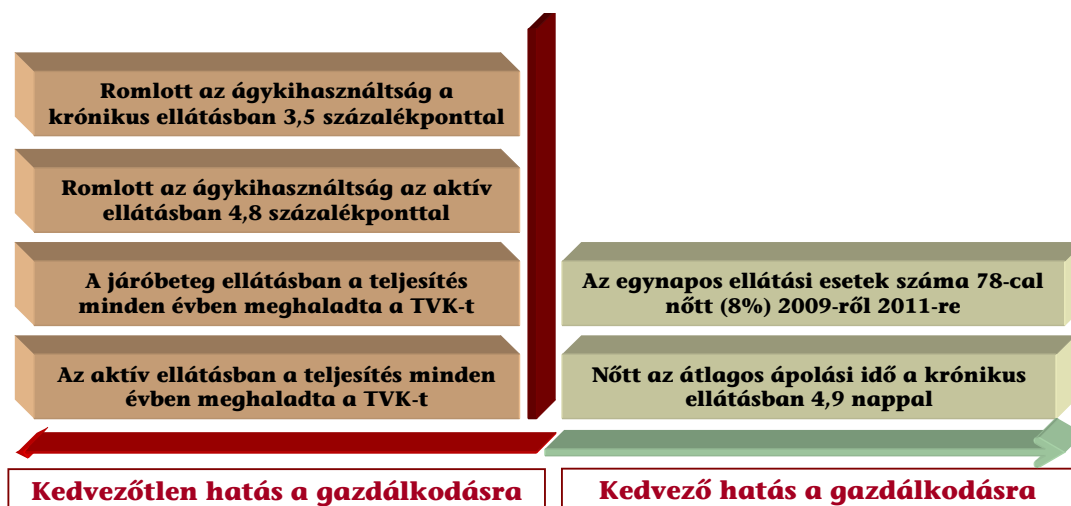 Romlott az ágykihasználtság a
krónikus ellátásban 3,5 százalékponttal
Romlott az ágykihasználtság az aktív
ellátásban 4,8 százalékponttal
A járóbeteg ellátásban a teljesítés
minden évben meghaladta a TVK-t
Az aktív ellátásban a teljesítés minden
évben meghaladta a TVK-t
Az egynapos ellátási esetek száma 78-cal
nőtt (8%) 2009-ről 2011-re
Nőtt az átlagos ápolási idő a krónikus
ellátásban 4,9 nappal
Kedvezőtlen hatás a gazdálkodásra
Kedvező hatás a gazdálkodásra